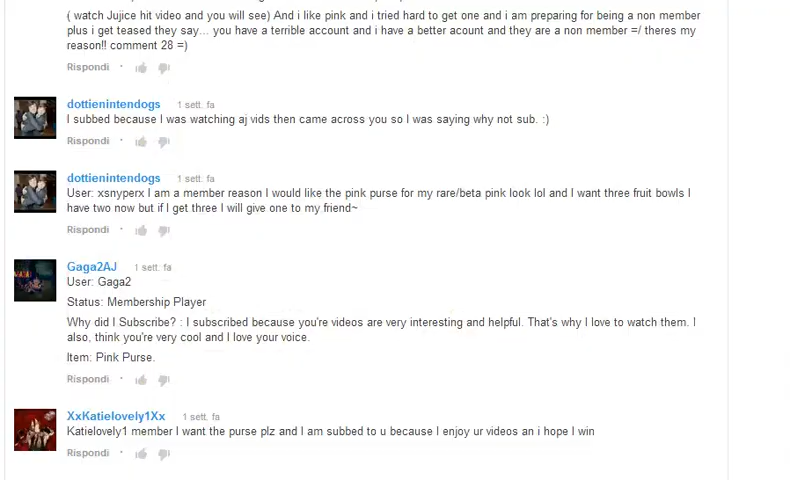 ( watch Jujice hit video and you will see) And i like pink and i tried hard to get one and i am preparing for being a non member
plus i get teased they say... you have a terrible account and i have a better acount and they are a non member =/ theres my
reason!! comment 28 =)
Rispondi ·
dottienintendogs 1 sett. fa
I subbed because I was watching aj vids then came across you so I was saying why not sub. :)
Rispondi ·
dottienintendogs 1 sett. fa
User: xsnyperx I am a member reason I would like the pink purse for my rare/beta pink look lol and I want three fruit bowls I
have two now but if I get three I will give one to my friend~
Rispondi ·
Gaga2AJ 1 sett. fa
User: Gaga2
Status: Membership Player
Why did I Subscribe? : I subscribed because you're videos are very interesting and helpful. That's why I love to watch them. I
also, think you're very cool and I love your voice.
Item: Pink Purse.
Rispondi ·
XxKatielovely1Xx 1 sett. fa
Katielovely1 member I want the purse plz and I am subbed to u because I enjoy ur videos an i hope I win
Rispondi ·